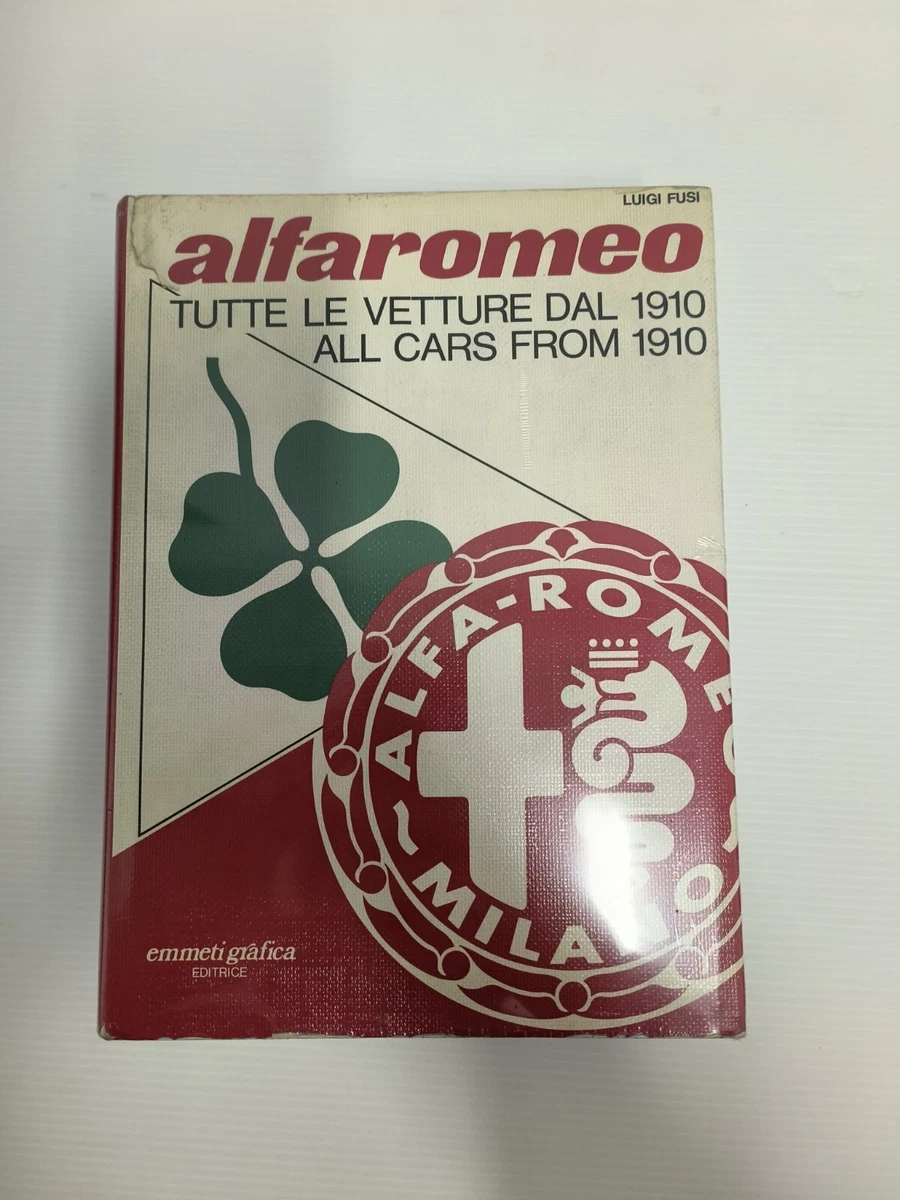 LUIGI FUSI
alfaromeo
TUTTE LE VETTURE DAL 1910
ALL CARS FROM 1910
ALFA-ROMEO
MILANO
emmeti grafica
EDITRICE